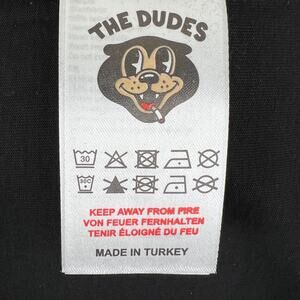 THE DUDES
30
KEEP AWAY FROM FIRE
VON FEUER FERNHALTEN
TENIR ÉLOIGNÉ DU FEU
MADE IN TURKEY